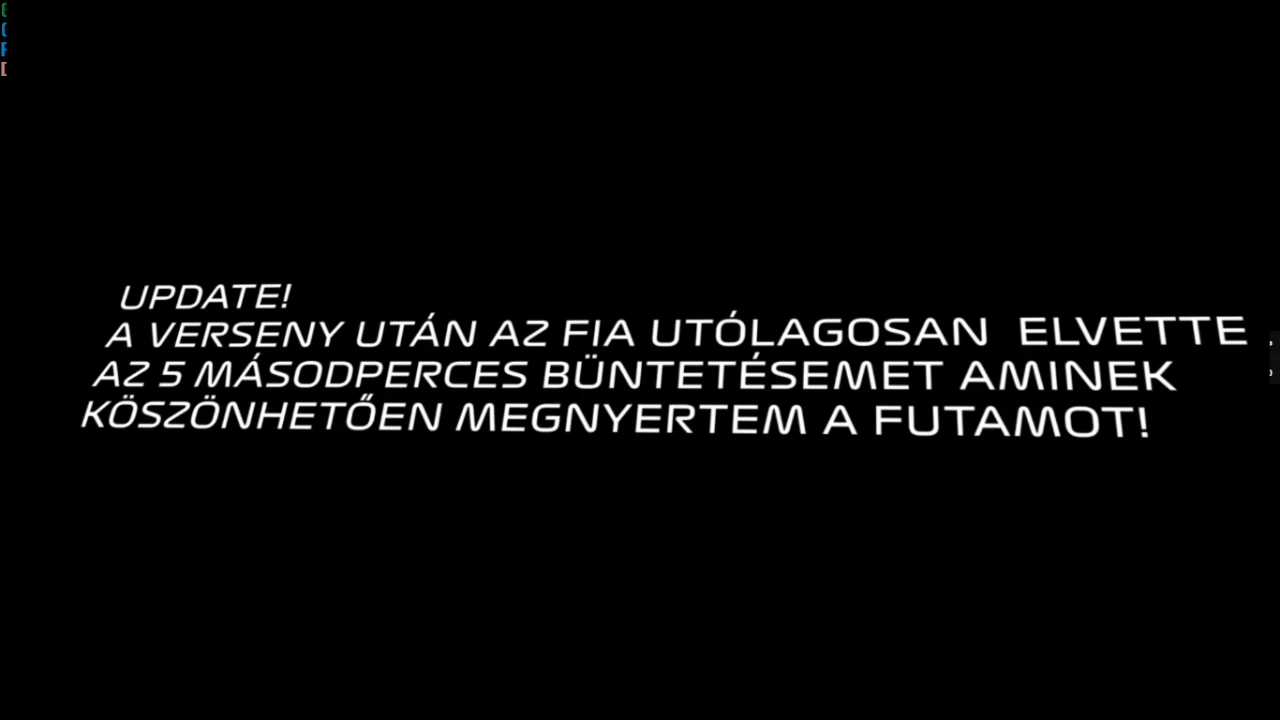 UPDATE!
A VERSENY UTÁN AZ FIA UTÓLAGOSAN ELVETTE
AZ 5 MÁSODPERCES BÜNTETÉSEMET AMINEK
KÖSZÖNHETŐEN MEGNYERTEM A FUTAMOT!